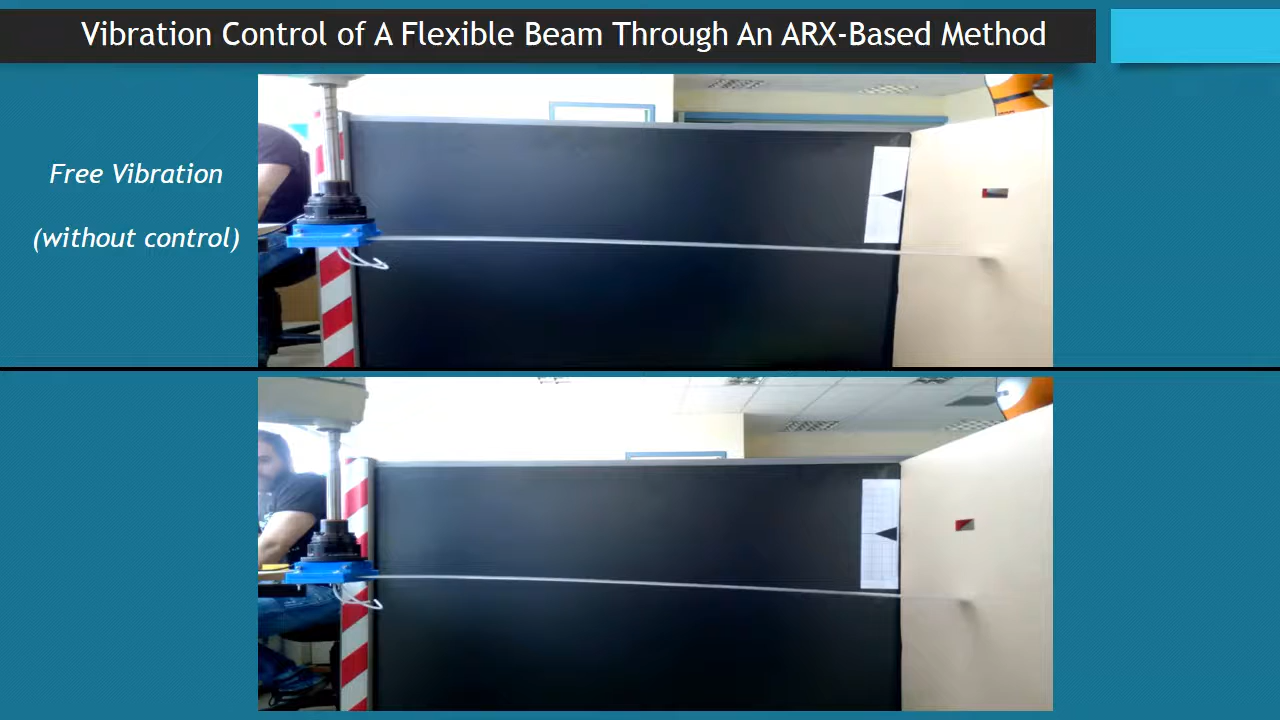 Vibration Control of A Flexible Beam Through An ARX-Based Method
Free Vibration
(without control)